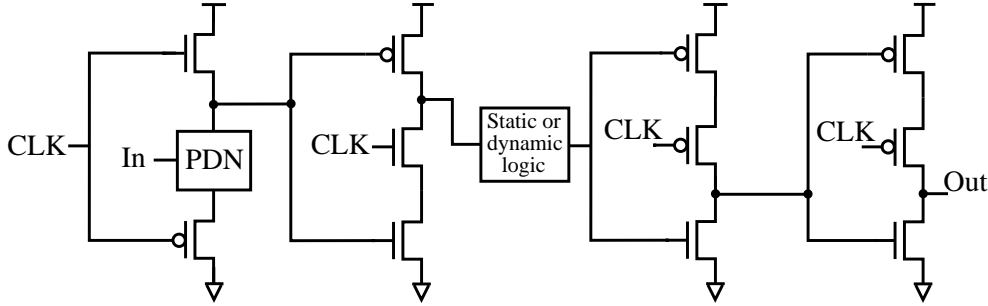 CLK
In
PDN
CLK
Static or
dynamic
logic
CLK
CLK
Out